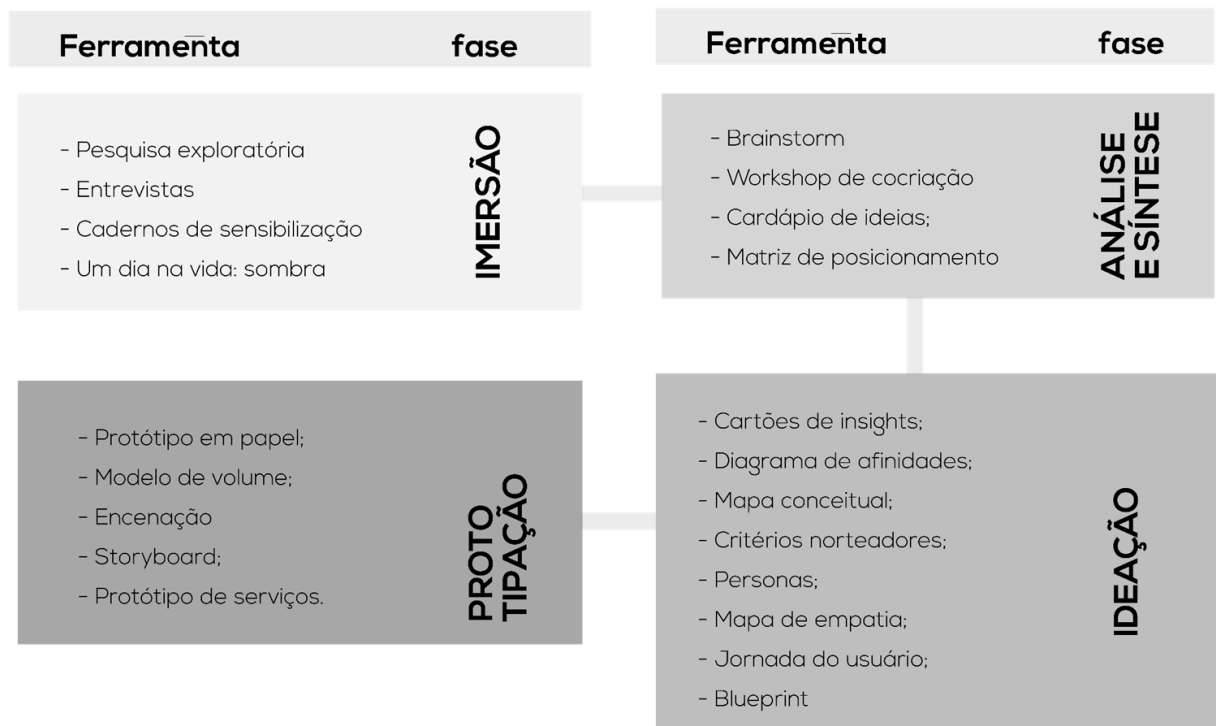 Ferramenta fase
- Pesquisa exploratória
- Entrevistas
- Cadernos de sensibilização
- Um dia na vida: sombra
IMERSÃO
Ferramenta fase
- Brainstorm
- Workshop de cocriação
- Cardápio de ideias;
- Matriz de posicionamento
ANÁLISE
E SÍNTESE
- Protótipo em papel;
- Modelo de volume;
- Encenação
- Storyboard;
- Protótipo de serviços.
PROTO
TIPAÇÃO
- Cartões de insights;
- Diagrama de afinidades;
- Mapa conceitual;
- Critérios norteadores;
- Personas;
- Mapa de empatia;
- Jornada do usuário;
- Blueprint
IDEAÇÃO